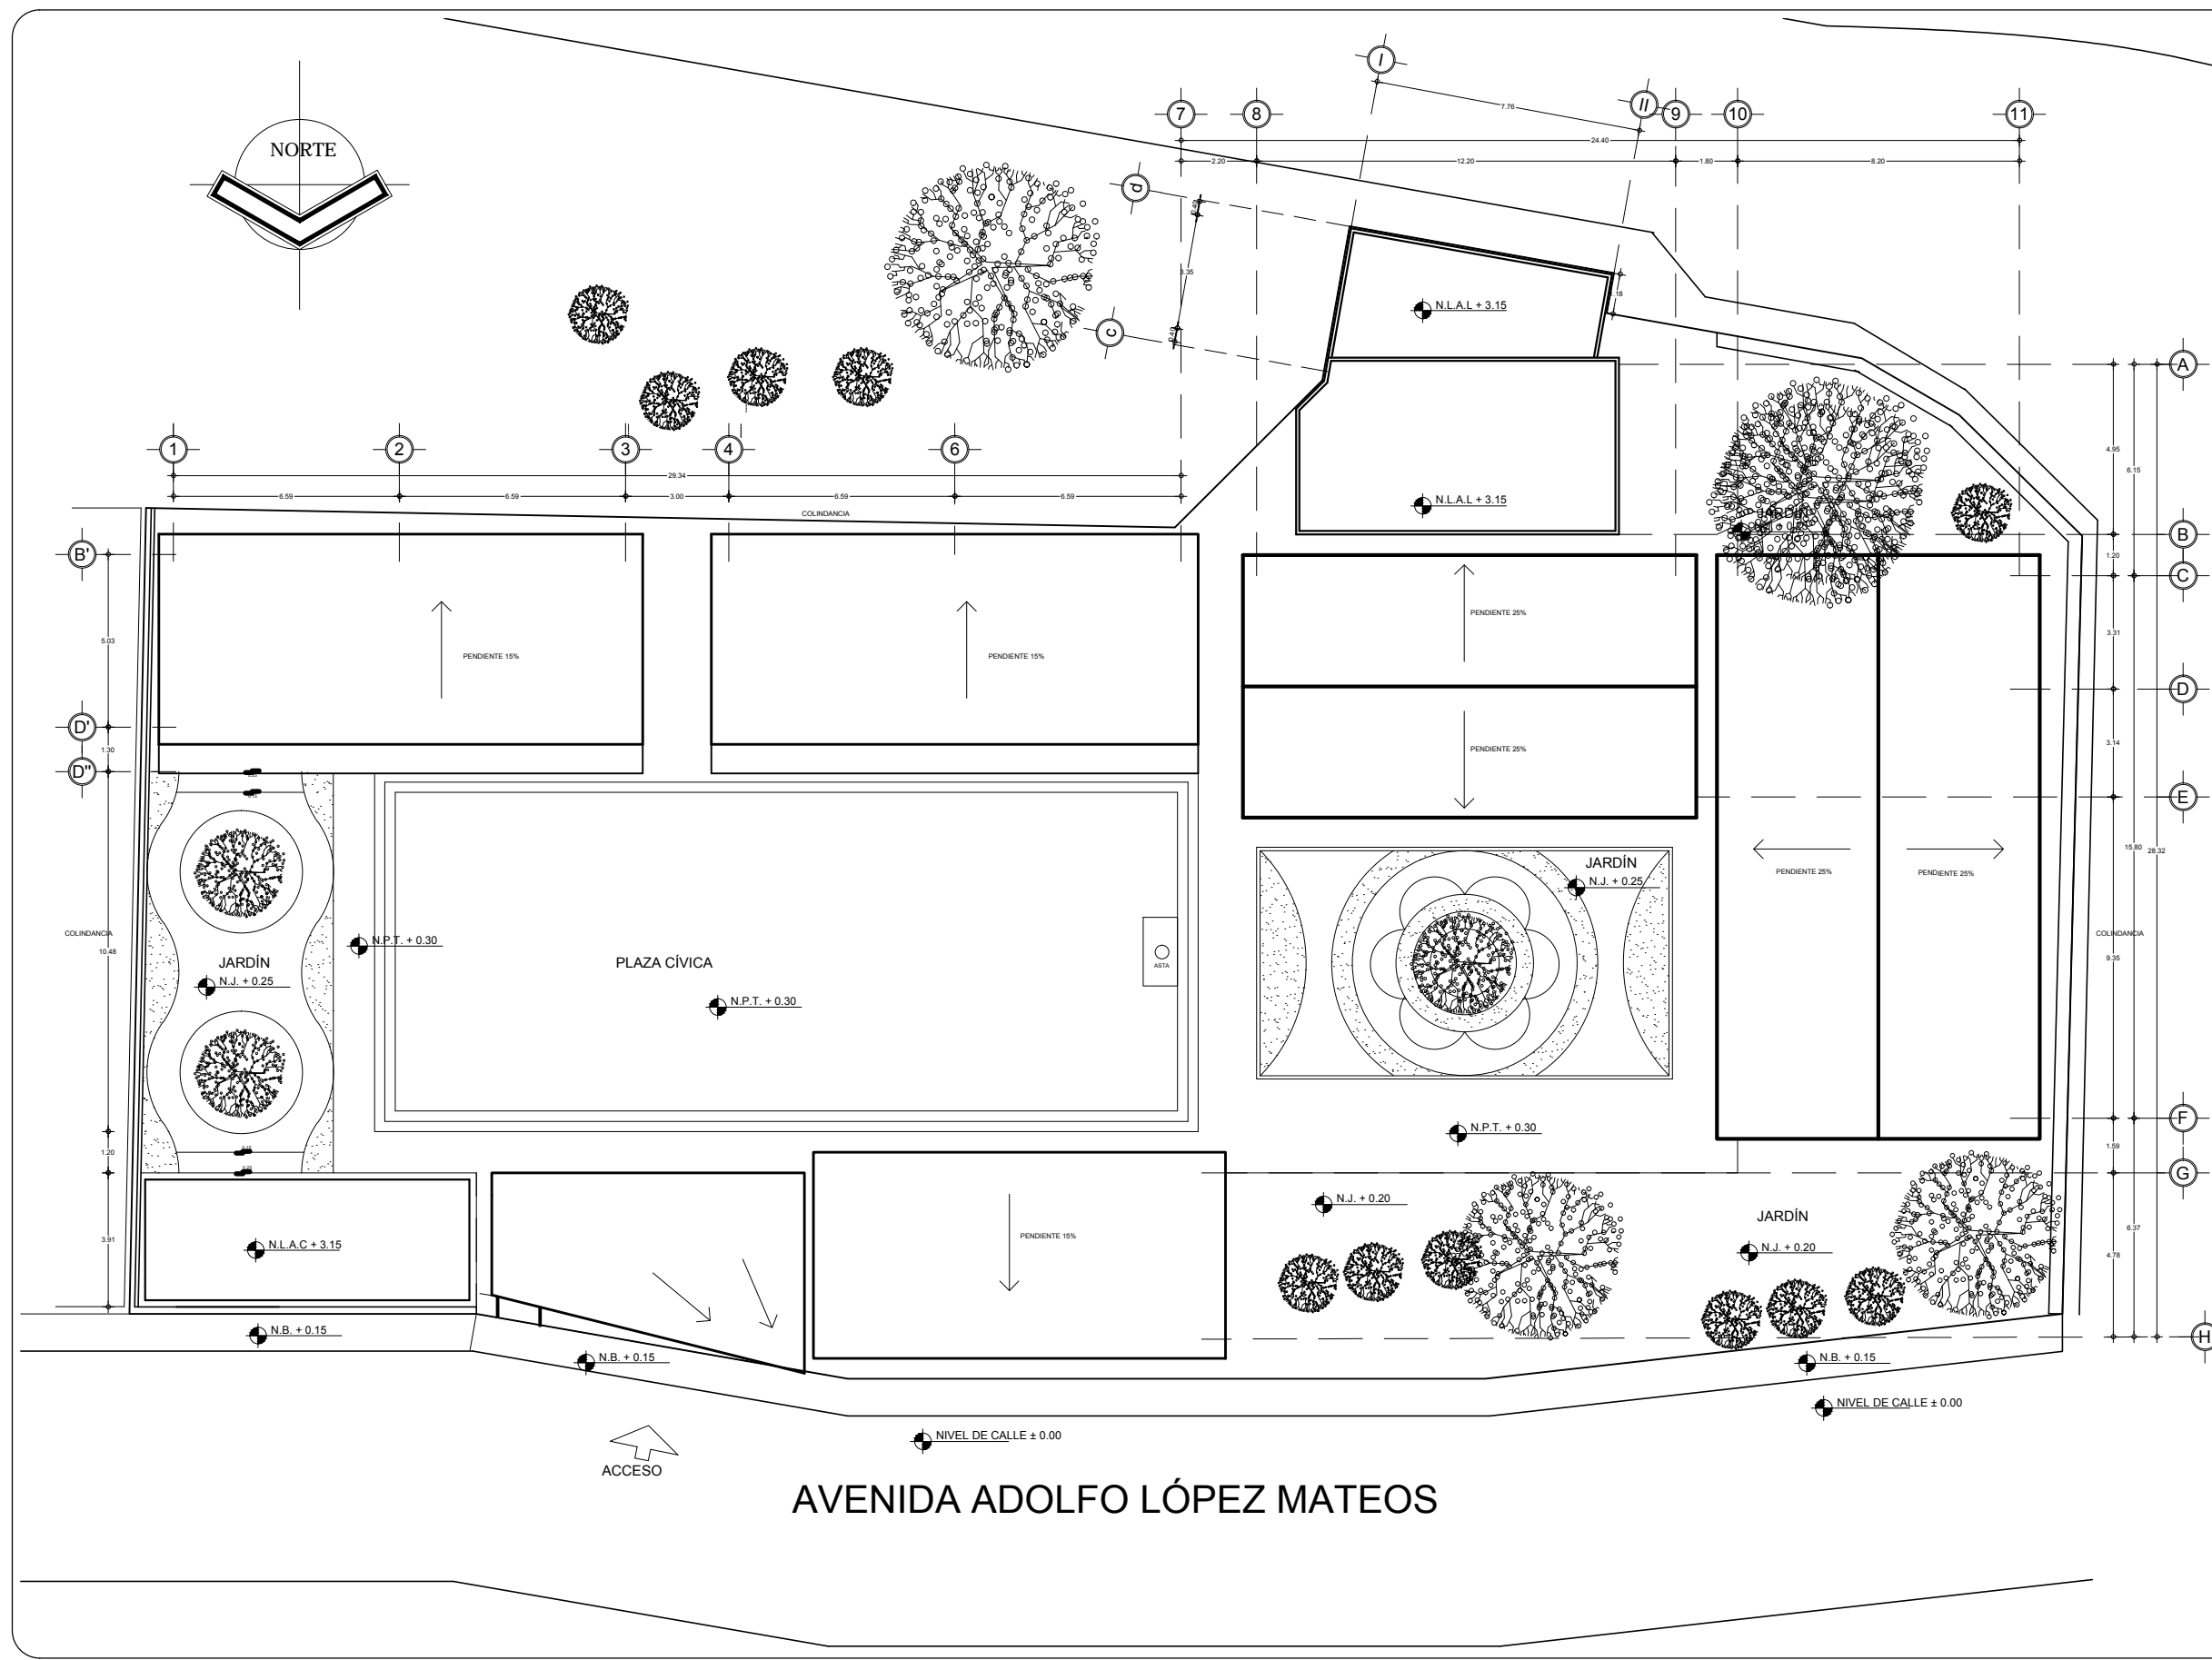 NORTE
I
7.76
II
7
8
9
10
11
24.40
2.20
12.20
1.80
8.20
d
0.40
3.35
0.40
c
N.L.A.L + 3.15
A
1
2
3
4
6
29.34
6.59
6.59
3.00
6.59
6.59
COLINDANCIA
N.L.A.L + 3.15
4.95
6.15
JARDÍN
B'
B
1.20
C
PENDIENTE 15%
PENDIENTE 15%
PENDIENTE 25%
5.03
3.31
D'
D
1.30
D''
PENDIENTE 25%
3.14
E
JARDÍN
N.J. + 0.25
PENDIENTE 25%
PENDIENTE 25%
15.80
28.32
COLINDANCIA
10.48
N.P.T. + 0.30
PLAZA CÍVICA
ASTA
JARDÍN
N.J. + 0.25
N.P.T. + 0.30
COLINDANCIA
9.35
N.P.T. + 0.30
F
1.20
1.59
G
3.91
N.L.A.C + 3.15
PENDIENTE 15%
N.J. + 0.20
JARDÍN
N.J. + 0.20
6.37
4.78
H
N.B. + 0.15
N.B. + 0.15
N.B. + 0.15
NIVEL DE CALLE ± 0.00
NIVEL DE CALLE ± 0.00
ACCESO
AVENIDA ADOLFO LÓPEZ MATEOS